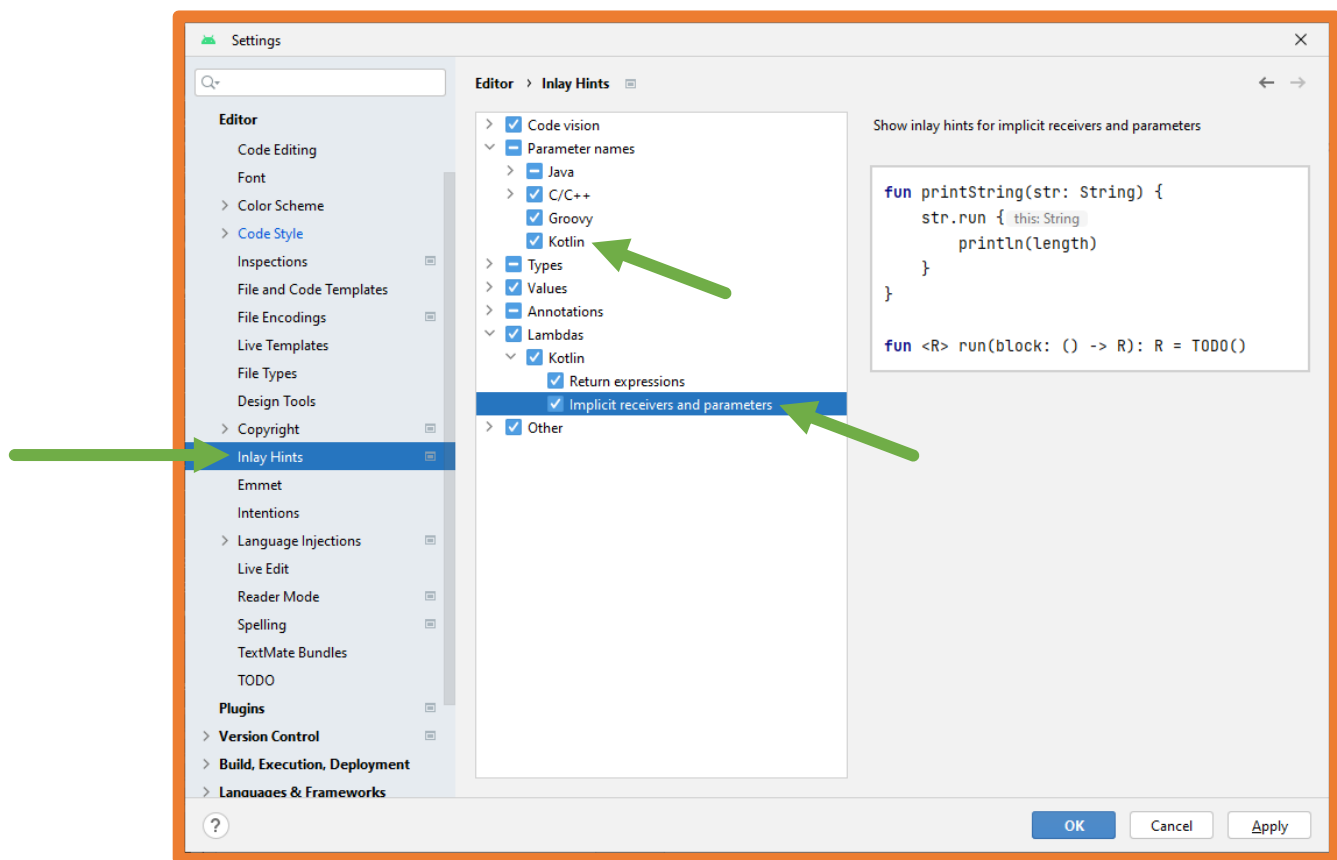 Settings
Editor
Code Editing
Font
Color Scheme
Code Style
Inspections
File and Code Templates
File Encodings
Live Templates
File Types
Design Tools
Copyright
Inlay Hints
Emmet
Intentions
Language Injections
Live Edit
Reader Mode
Spelling
TextMate Bundles
TODO
Plugins
Version Control
Build, Execution, Deployment
Languages & Frameworks
Editor › Inlay Hints
Code vision
Parameter names
Java
C/C++
Groovy
Kotlin
Types
Values
Annotations
Lambdas
Kotlin
Return expressions
Implicit receivers and parameters
Other
Show inlay hints for implicit receivers and parameters
fun printString(str: String) {
str.run { this: String
println(length)
}
}
fun <R> run(block: () -> R): R = TODO()
?
OK
Cancel
Apply